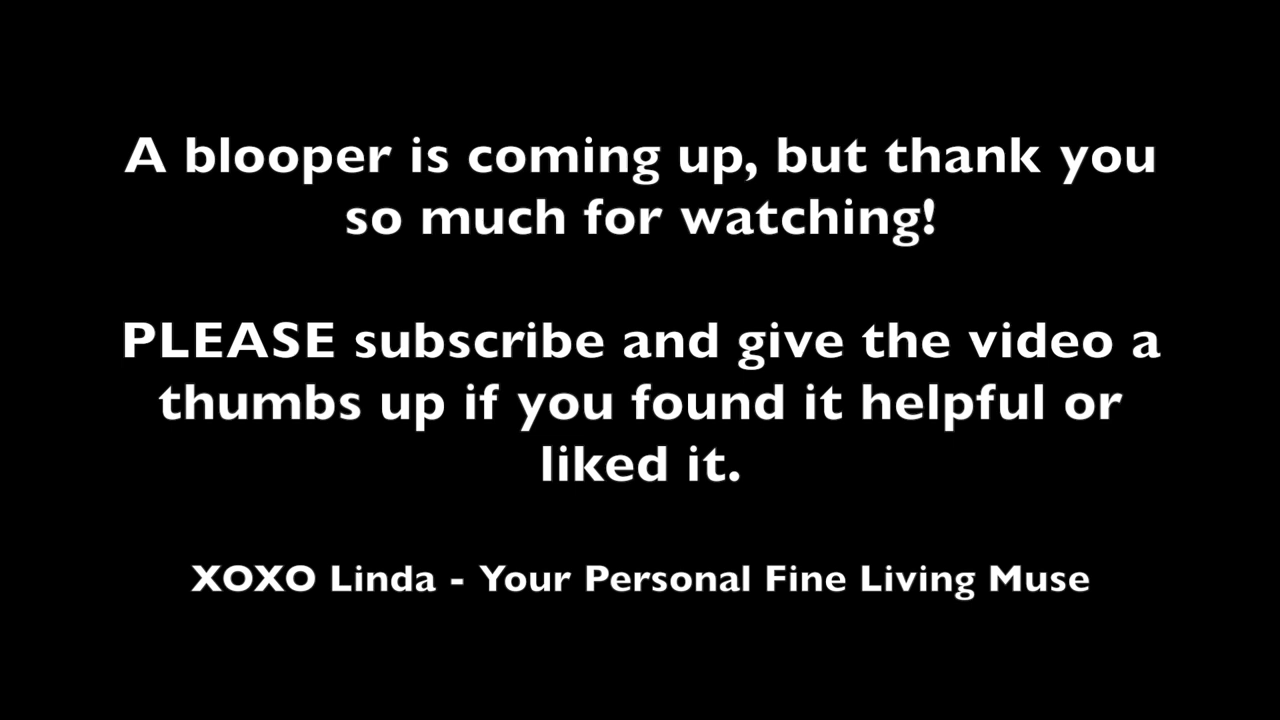 A blooper is coming up, but thank you
so much for watching!
PLEASE subscribe and give the video a
thumbs up if you found it helpful or
liked it.
XOXO Linda - Your Personal Fine Living Muse